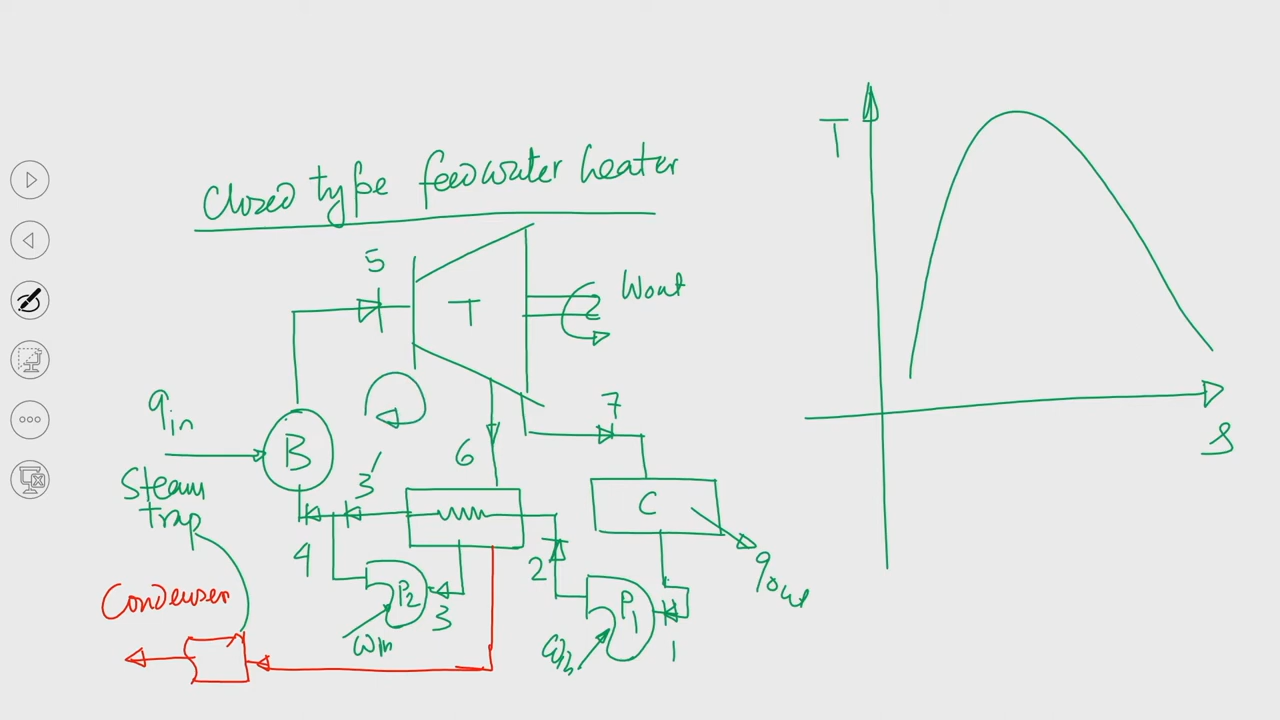 Closed type feedwater heater
T
5
T
Wout
7
qin
B
6
C
Steam
trap
3'
4
2
P2
3
P1
qout
Condenser
Win
Win
1
S